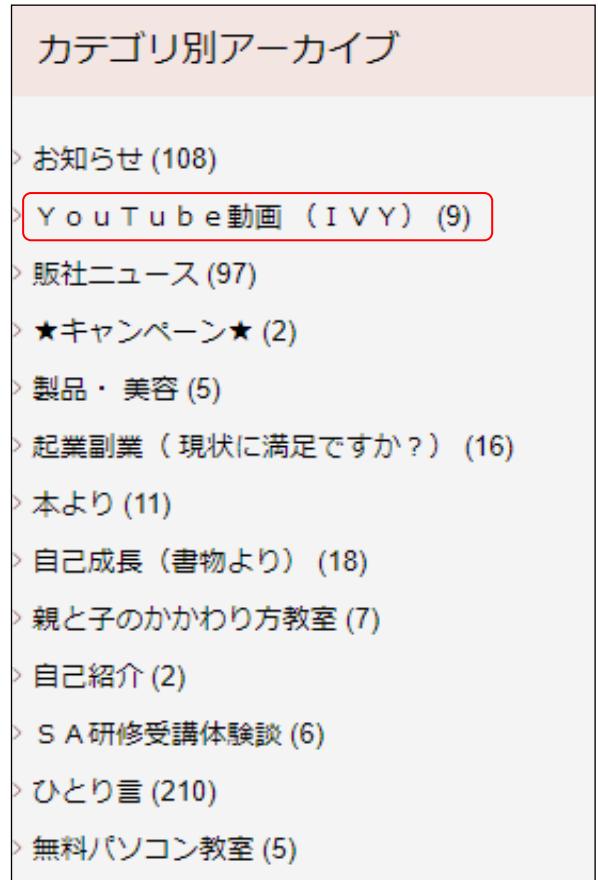 カテゴリ別アーカイブ
お知らせ (108)
ＹｏｕＴｕｂｅ動画（ＩＶＹ） (9)
販社ニュース (97)
★キャンペーン★ (2)
製品・ 美容 (5)
起業副業（ 現状に満足ですか？） (16)
本より (11)
自己成長（書物より） (18)
親と子のかかわり方教室 (7)
自己紹介 (2)
ＳＡ研修受講体験談 (6)
ひとり言 (210)
無料パソコン教室 (5)